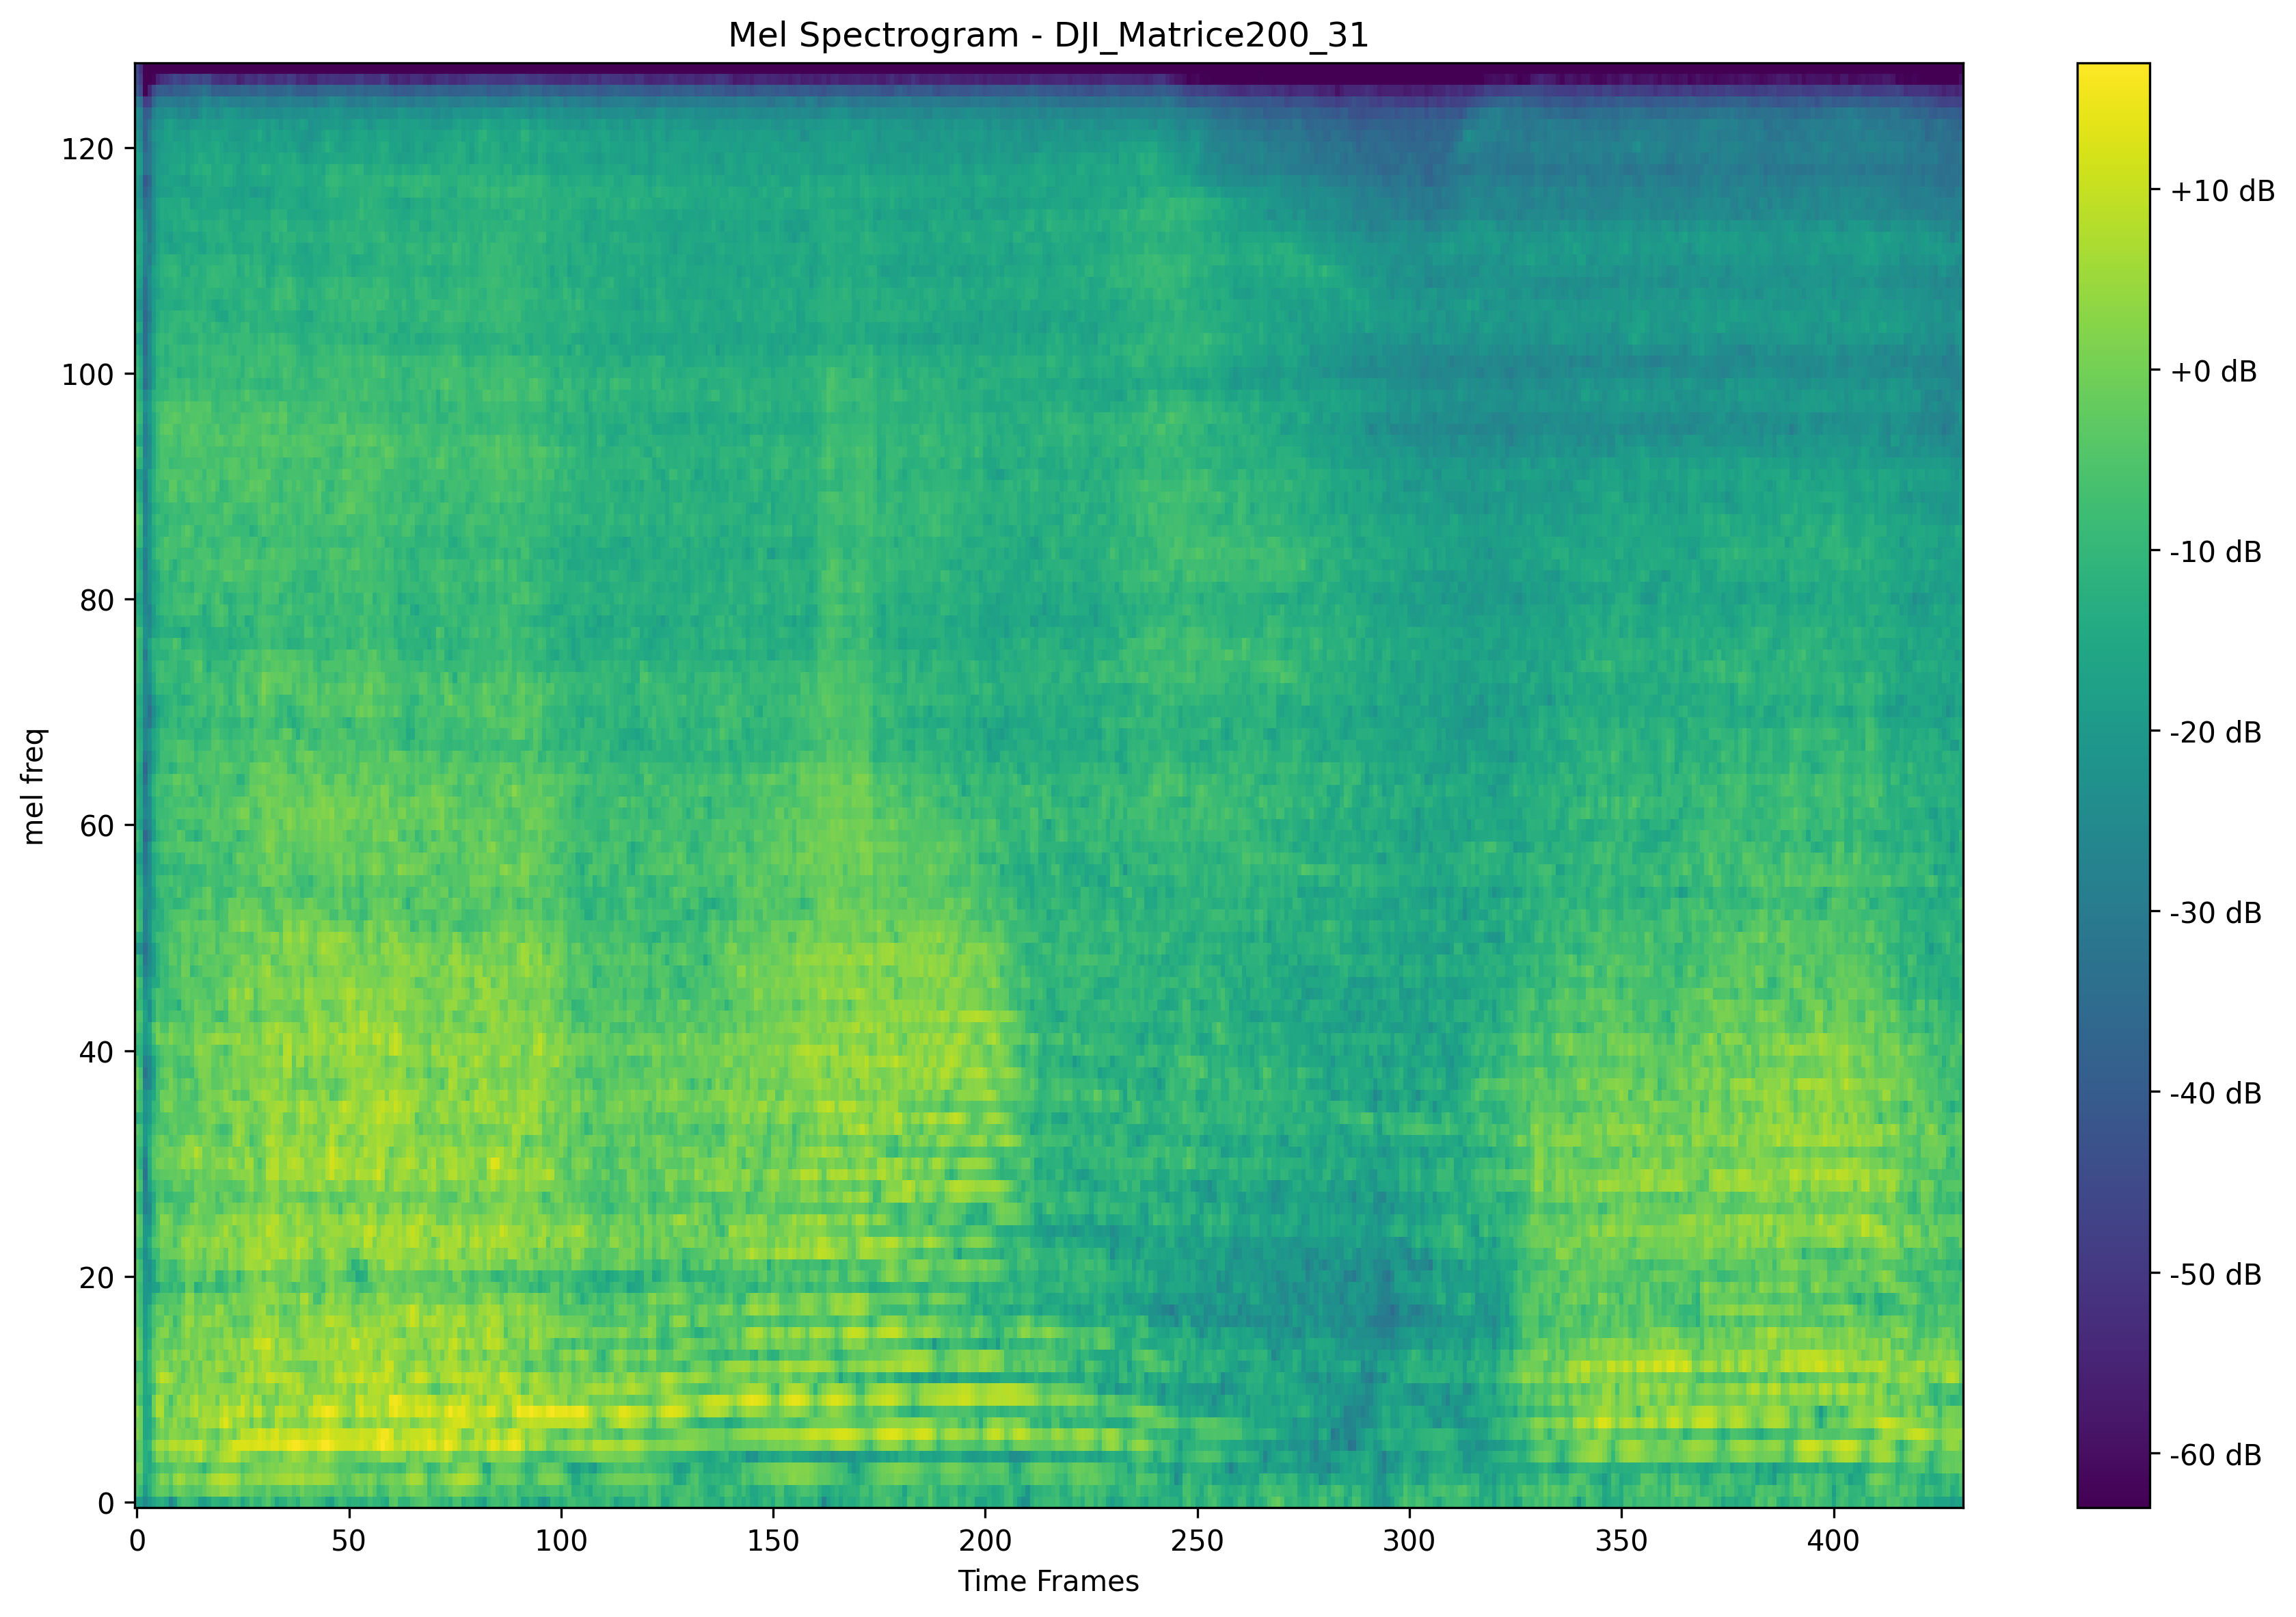 Mel Spectrogram - DJI_Matrice200_31
mel freq
120
100
80
60
40
20
0
0 50 100 150 200 250 300 350 400
Time Frames
+10 dB
+0 dB
-10 dB
-20 dB
-30 dB
-40 dB
-50 dB
-60 dB